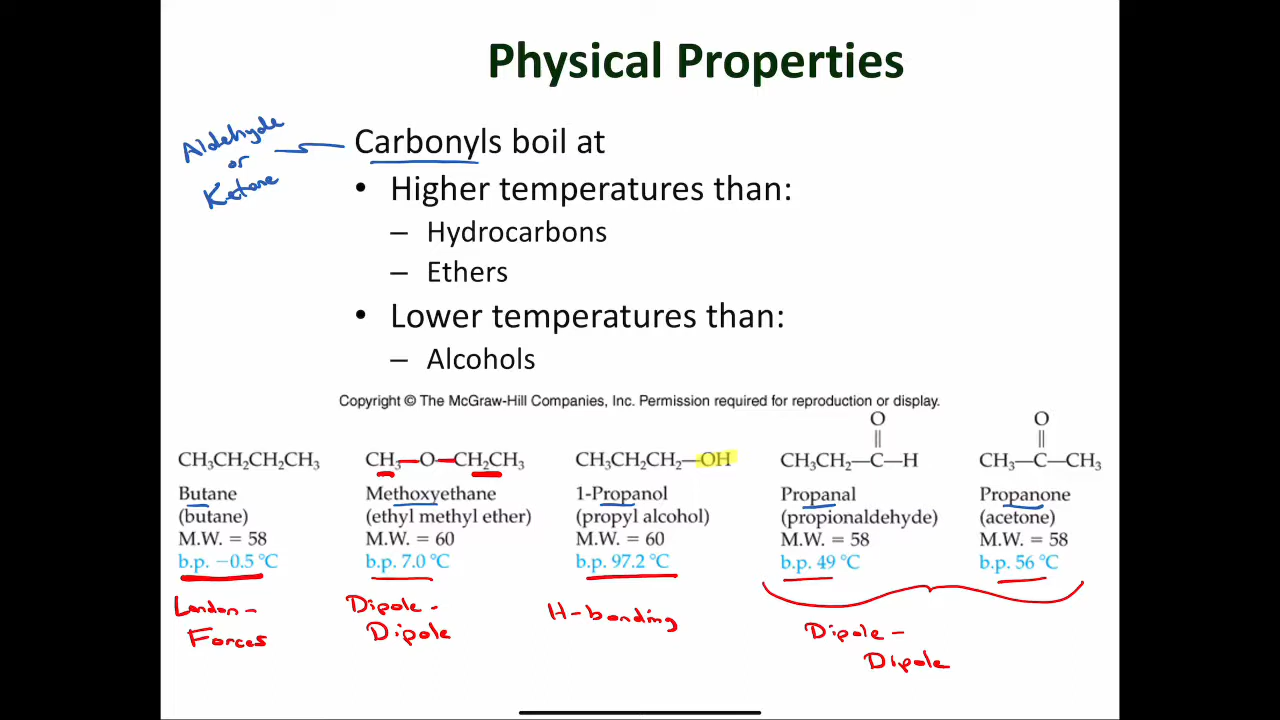 Physical Properties
Aldehyde
or
Ketone
Carbonyls boil at
• Higher temperatures than:
– Hydrocarbons
– Ethers
• Lower temperatures than:
– Alcohols
Copyright © The McGraw-Hill Companies, Inc. Permission required for reproduction or display.
CH₃CH₂CH₂CH₃
Butane
(butane)
M.W. = 58
b.p. −0.5 °C
London-
Forces
CH₃—O—CH₂CH₃
Methoxyethane
(ethyl methyl ether)
M.W. = 60
b.p. 7.0 °C
Dipole-
Dipole
CH₃CH₂CH₂—OH
1-Propanol
(propyl alcohol)
M.W. = 60
b.p. 97.2 °C
H-bonding
O
||
CH₃CH₂—C—H
Propanal
(propionaldehyde)
M.W. = 58
b.p. 49 °C
O
||
CH₃—C—CH₃
Propanone
(acetone)
M.W. = 58
b.p. 56 °C
Dipole-
Dipole